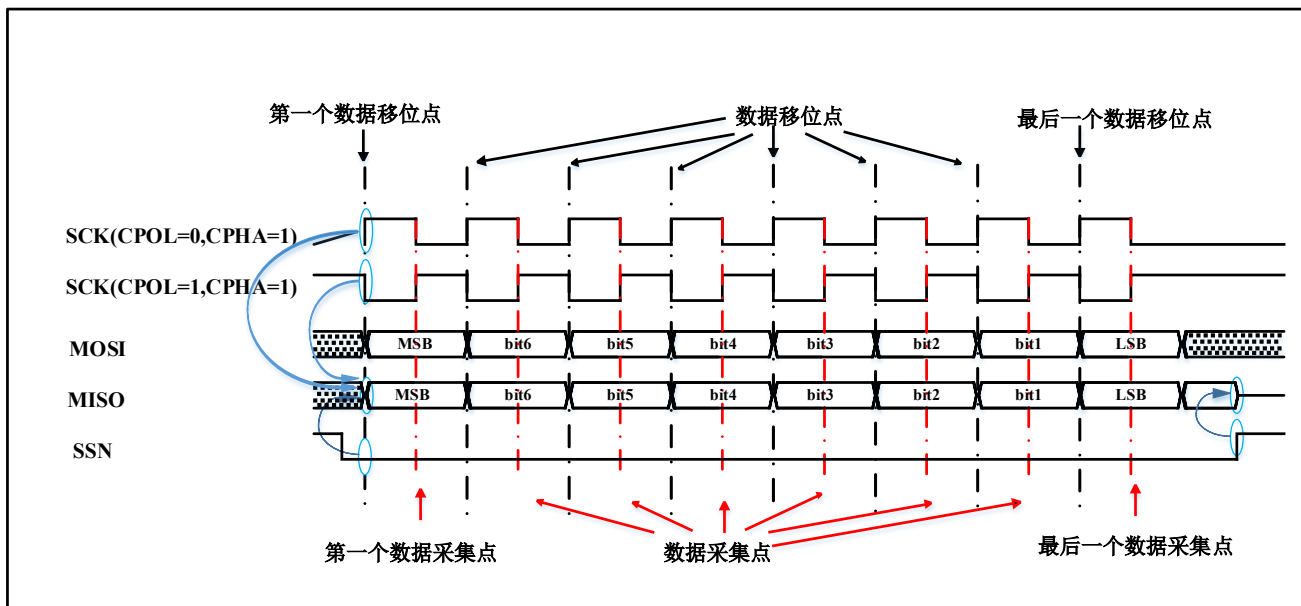 第一个数据移位点
数据移位点
最后一个数据移位点
SCK(CPOL=0,CPHA=1)
SCK(CPOL=1,CPHA=1)
MOSI
MSB bit6 bit5 bit4 bit3 bit2 bit1 LSB
MISO
MSB bit6 bit5 bit4 bit3 bit2 bit1 LSB
SSN
第一个数据采集点
数据采集点
最后一个数据采集点